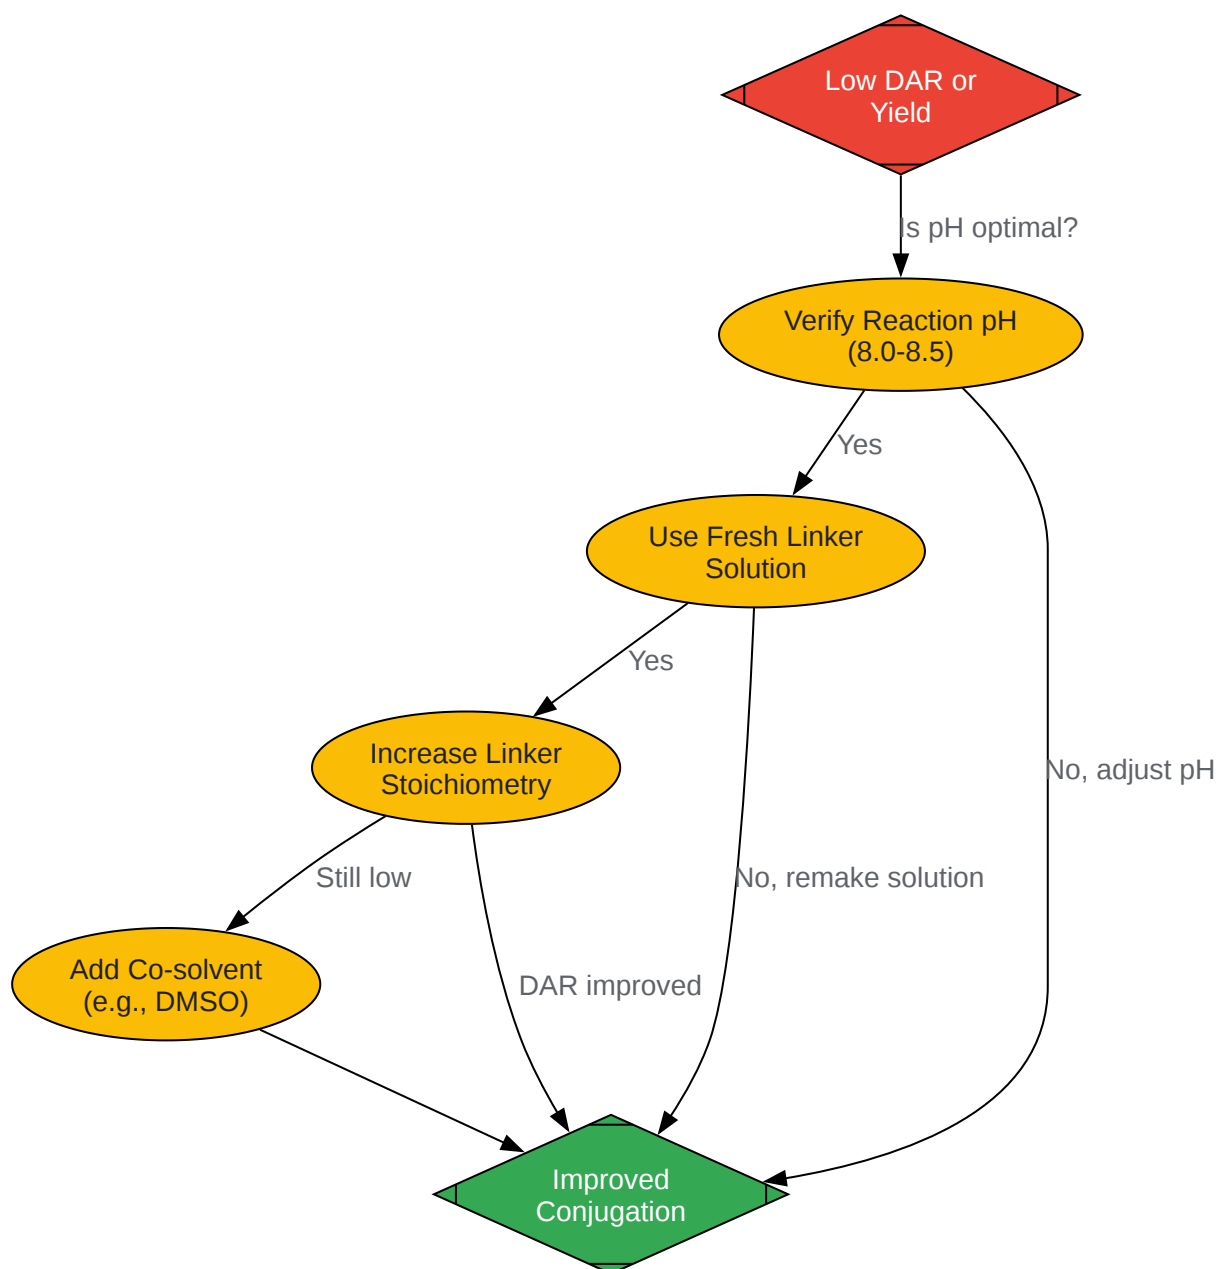 Low DAR or
Yield
Is pH optimal?
Verify Reaction pH
(8.0-8.5)
Yes
Use Fresh Linker
Solution
Yes
Increase Linker
Stoichiometry
No, adjust pH
Still low
No, remake solution
Add Co-solvent
(e.g., DMSO)
DAR improved
Improved
Conjugation